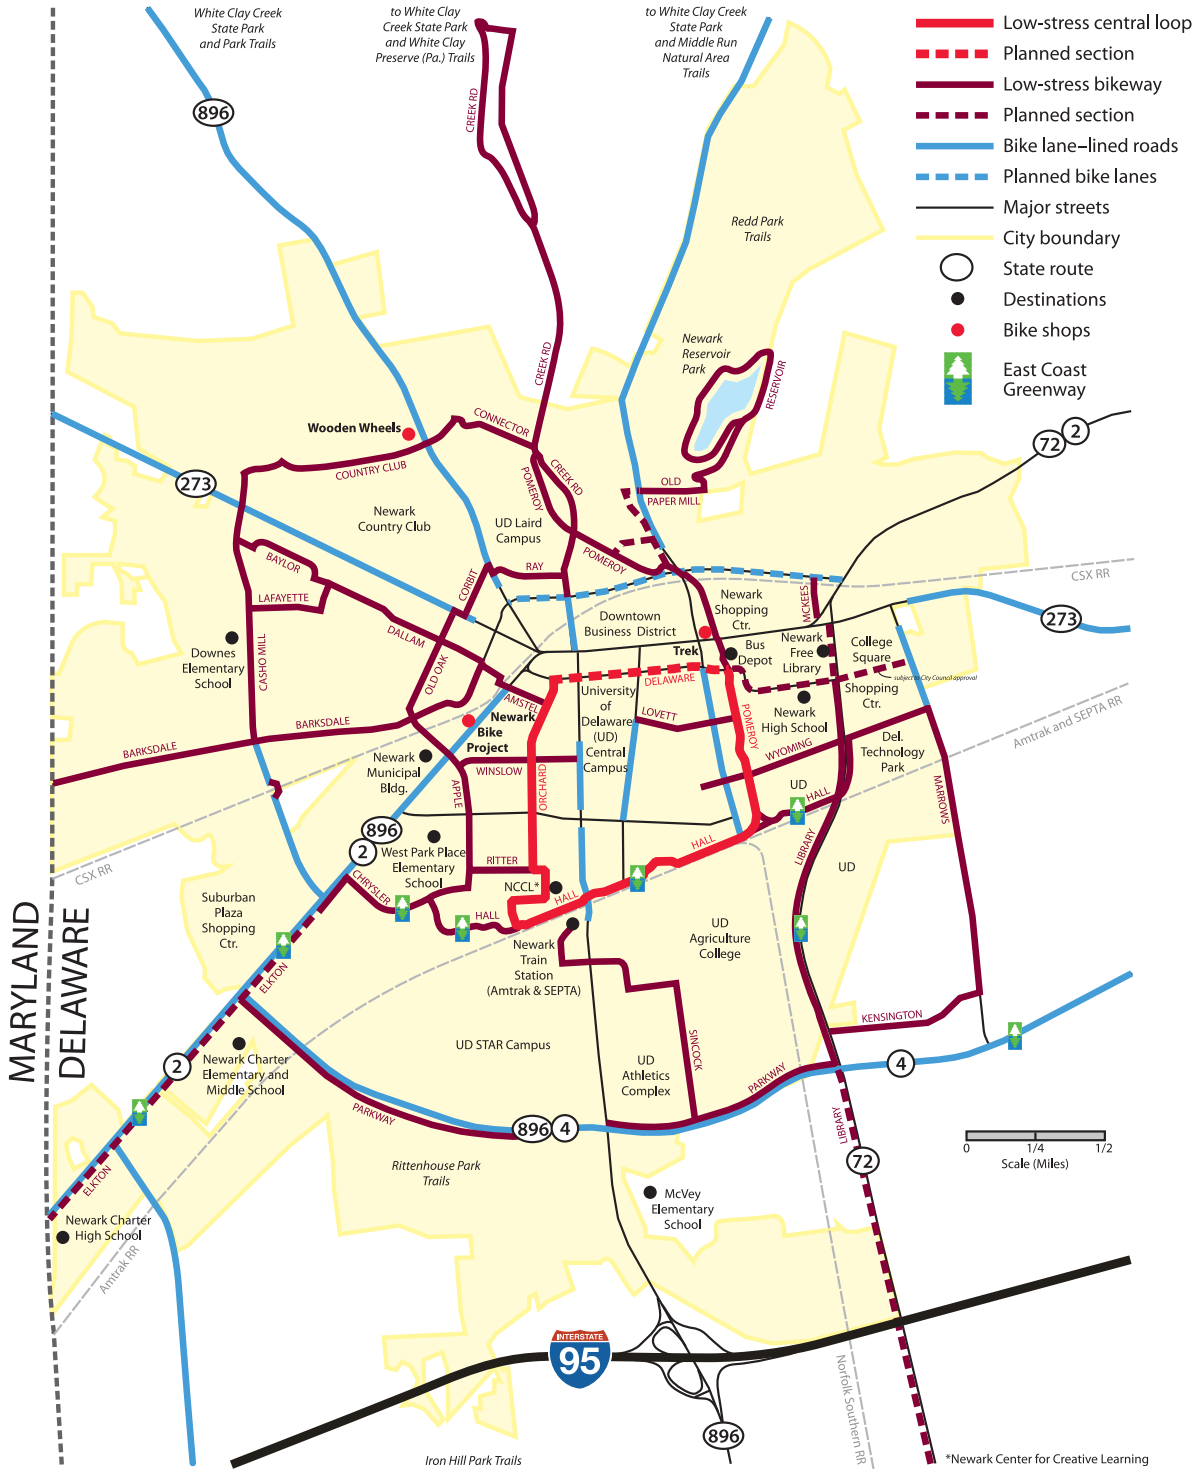 White Clay Creek
State Park
and Park Trails
to White Clay
Creek State Park
and White Clay
Preserve (Pa.) Trails
to White Clay Creek
State Park
and Middle Run
Natural Area
Trails
Low-stress central loop
Planned section
Low-stress bikeway
Planned section
Bike lane–lined roads
Planned bike lanes
Major streets
City boundary
State route
Destinations
Bike shops
East Coast
Greenway
896
CREEK RD
Redd Park
Trails
Newark
Reservoir
Park
RESERVOIR
CREEK RD
CONNECTOR
Wooden Wheels
COUNTRY CLUB
72
2
273
CREEK RD
POMEROY
OLD
PAPER MILL
Newark
Country Club
UD Laird
Campus
POMEROY
RAY
CORBIT
BAYLOR
LAFAYETTE
CSX RR
MCKEES
273
Newark
Shopping
Ctr.
Downtown
Business District
DALLAM
Trek
Bus
Depot
Newark
Free
Library
College
Square
Shopping
Ctr.
subject to City Council approval
Downes
Elementary
School
CASHO MILL
OLD OAK
DELAWARE
AMSTEL
University
of
Delaware
(UD)
Central
Campus
LOVETT
POMEROY
Newark
High School
Amtrak and SEPTA RR
BARKSDALE
BARKSDALE
Newark
Bike
Project
WYOMING
Del.
Technology
Park
Newark
Municipal
Bldg.
WINSLOW
APPLE
ORCHARD
UD
HALL
MARROWS
896
2
West Park Place
Elementary
School
RITTER
HALL
LIBRARY
UD
CSX RR
CHRYSLER
NCCL*
HALL
HALL
Suburban
Plaza
Shopping
Ctr.
UD
Agriculture
College
Newark
Train
Station
(Amtrak & SEPTA)
ELKTON
MARYLAND
DELAWARE
KENSINGTON
UD STAR Campus
SINCOCK
2
Newark Charter
Elementary and
Middle School
UD
Athletics
Complex
PARKWAY
4
PARKWAY
896
4
LIBRARY
0
1/4
1/2
Scale (Miles)
72
Rittenhouse Park
Trails
ELKTON
McVey
Elementary
School
Newark Charter
High School
Amtrak RR
INTERSTATE
95
Norfolk Southern RR
896
Iron Hill Park Trails
*Newark Center for Creative Learning